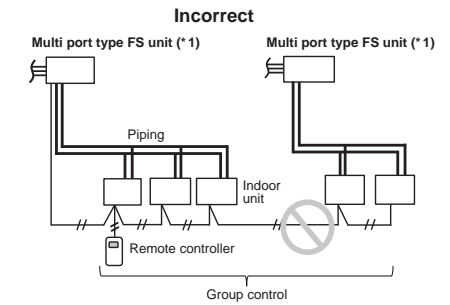 Incorrect
Multi port type FS unit (*1)
Multi port type FS unit (*1)
Piping
Indoor
unit
Remote controller
Group control